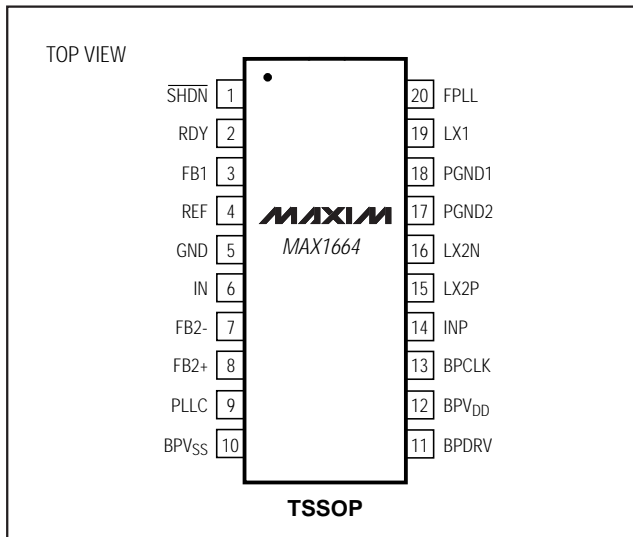 TOP VIEW
SHDN 1
RDY 2
FB1 3
REF 4
GND 5
IN 6
FB2- 7
FB2+ 8
PLLC 9
BPVSS 10
MAXIM
MAX1664
20 FPLL
19 LX1
18 PGND1
17 PGND2
16 LX2N
15 LX2P
14 INP
13 BPCLK
12 BPVDD
11 BPDRV
TSSOP